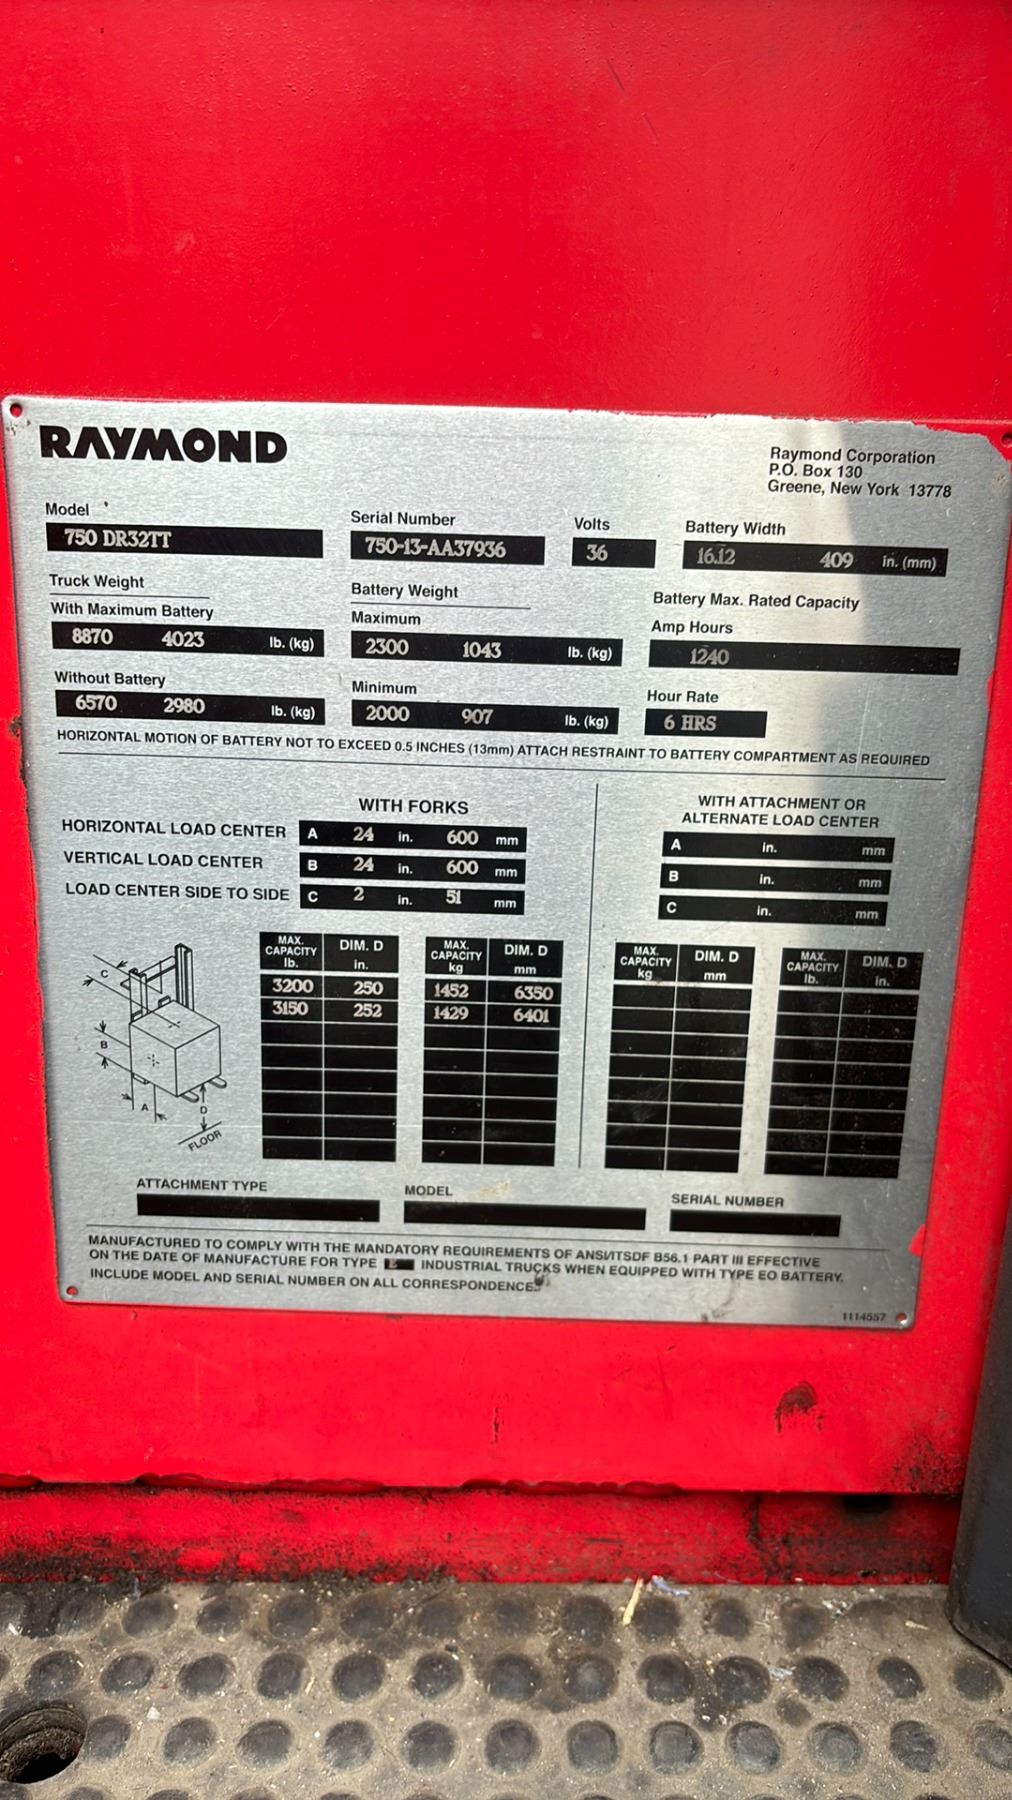 RAYMOND
Raymond Corporation
P.O. Box 130
Greene, New York 13778
Model
750 DR32TT
Serial Number
750-13-AA37936
Volts
36
Battery Width
16.12 409 in. (mm)
Truck Weight
With Maximum Battery
8870 4023 lb. (kg)
Without Battery
6570 2980 lb. (kg)
Battery Weight
Maximum
2300 1043 lb. (kg)
Minimum
2000 907 lb. (kg)
Battery Max. Rated Capacity
Amp Hours
1240
Hour Rate
6 HRS
HORIZONTAL MOTION OF BATTERY NOT TO EXCEED 0.5 INCHES (13mm) ATTACH RESTRAINT TO BATTERY COMPARTMENT AS REQUIRED
WITH FORKS
HORIZONTAL LOAD CENTER A 24 in. 600 mm
VERTICAL LOAD CENTER B 24 in. 600 mm
LOAD CENTER SIDE TO SIDE C 2 in. 51 mm
WITH ATTACHMENT OR
ALTERNATE LOAD CENTER
A in. mm
B in. mm
C in. mm
C
B
A
D
FLOOR
MAX. CAPACITY lb. DIM. D in.
3200 250
3150 252
MAX. CAPACITY kg DIM. D mm
1452 6350
1429 6401
MAX. CAPACITY kg DIM. D mm
MAX. CAPACITY lb. DIM. D in.
ATTACHMENT TYPE
MODEL
SERIAL NUMBER
MANUFACTURED TO COMPLY WITH THE MANDATORY REQUIREMENTS OF ANSI/ITSDF B56.1 PART III EFFECTIVE
ON THE DATE OF MANUFACTURE FOR TYPE E INDUSTRIAL TRUCKS WHEN EQUIPPED WITH TYPE EO BATTERY.
INCLUDE MODEL AND SERIAL NUMBER ON ALL CORRESPONDENCE.
1114557